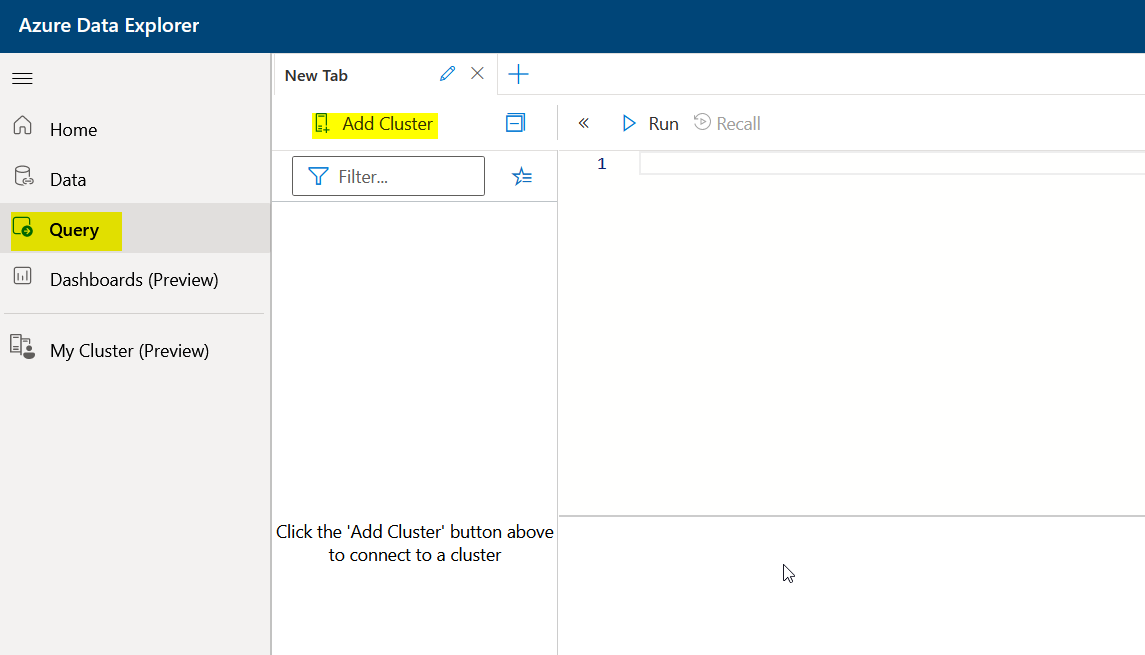 Azure Data Explorer
New Tab
Home
Data
Query
Dashboards (Preview)
My Cluster (Preview)
Add Cluster
Run
Recall
Filter...
1
Click the 'Add Cluster' button above
to connect to a cluster